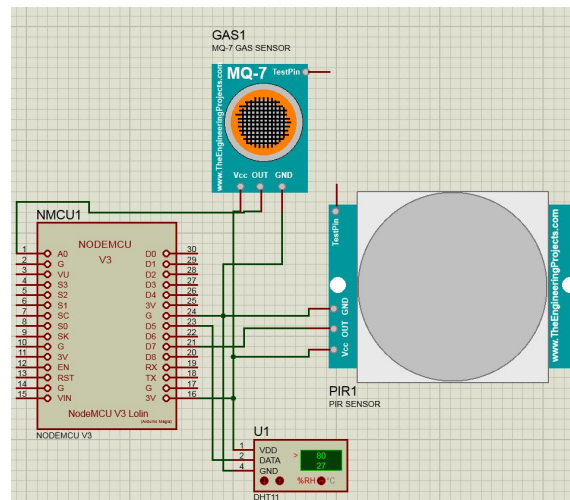 GAS1
MQ-7 GAS SENSOR
MQ-7 TestPin
www.TheEngineeringProjects.com
Vcc OUT GND
NMCU1
NODEMCU
V3
1 A0 D0 30
2 G D1 29
3 VU D2 28
4 S3 D3 27
5 S2 D4 26
6 S1 3V 25
7 SC G 24
8 S0 D5 23
9 SK D6 22
10 G D7 21
11 3V D8 20
12 EN RX 19
13 RST TX 18
14 G G 17
15 VIN 3V 16
NodeMCU V3 Lolin
(Arduino Magix)
NODEMCU V3
TestPin
GND
OUT
Vcc
www.TheEngineeringProjects.com
PIR1
PIR SENSOR
U1
1 VDD
2 DATA
4 GND
> 80
27
%RH °C
DHT11